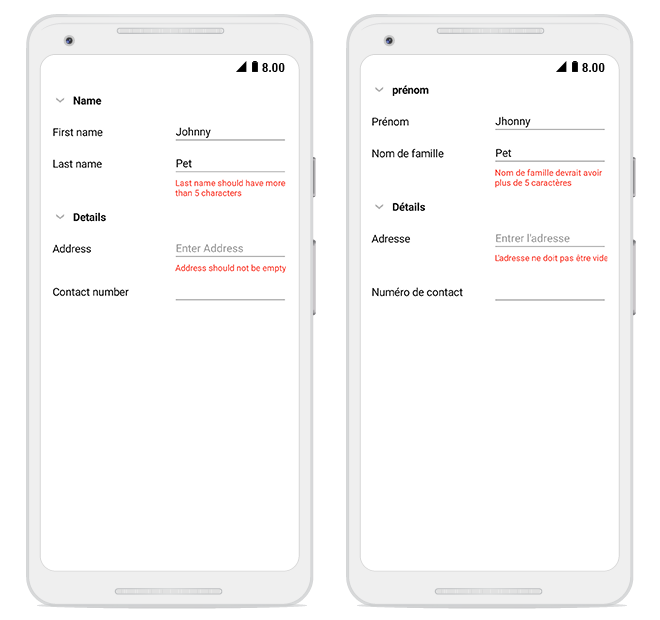 8.00
Name
First name Johnny
Last name Pet
Last name should have more
than 5 characters
Details
Address Enter Address
Address should not be empty
Contact number
8.00
prénom
Prénom Jhonny
Nom de famille Pet
Nom de famille devrait avoir
plus de 5 caractères
Détails
Adresse Entrer l'adresse
L'adresse ne doit pas être vide
Numéro de contact